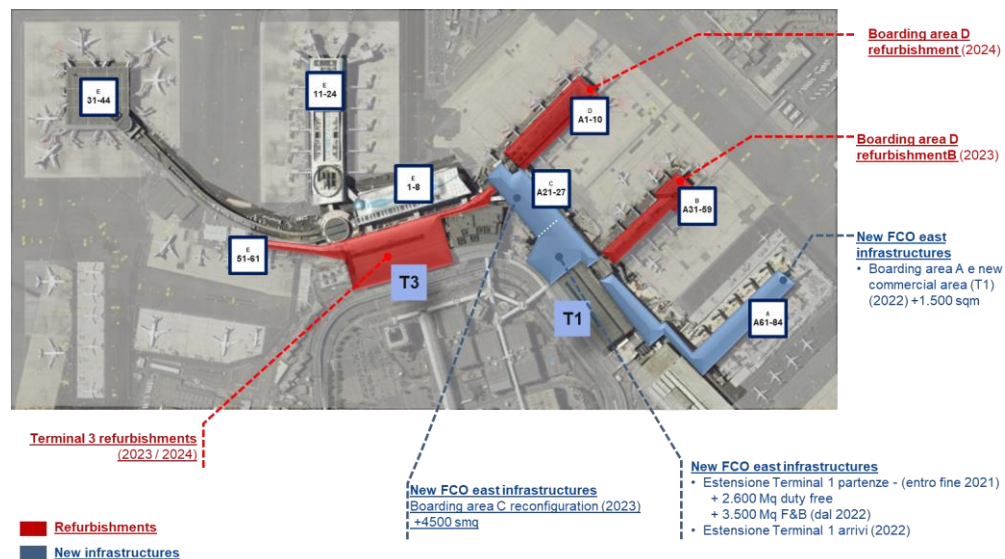 Boarding area D
refurbishment (2024)
E
31-44
E
11-24
D
A1-10
Boarding area D
refurbishmentB (2023)
E
1-8
C
A21-27
B
A31-59
E
51-61
T3
T1
A
A61-84
New FCO east
infrastructures
• Boarding area A e new
commercial area (T1)
(2022) +1.500 sqm
Terminal 3 refurbishments
(2023 / 2024)
New FCO east infrastructures
Boarding area C reconfiguration (2023)
+4500 smq
New FCO east infrastructures
• Estensione Terminal 1 partenze - (entro fine 2021)
+ 2.600 Mq duty free
+ 3.500 Mq F&B (dal 2022)
• Estensione Terminal 1 arrivi (2022)
Refurbishments
New infrastructures